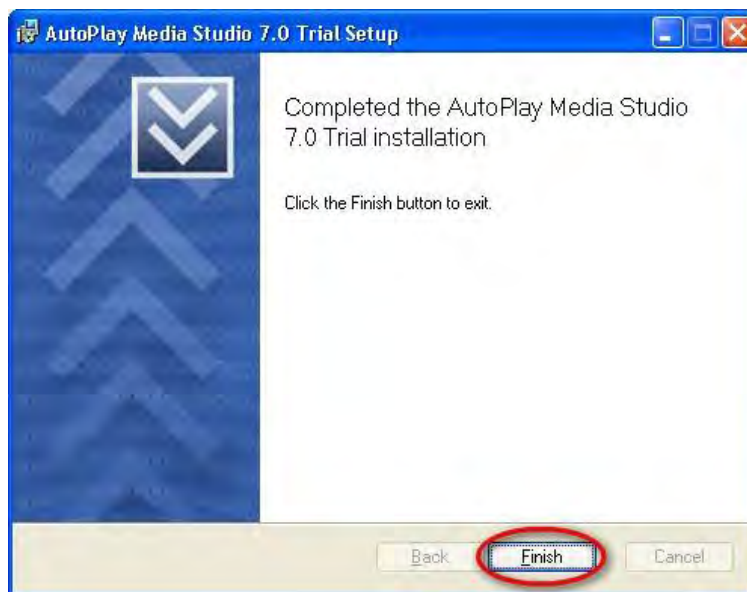 AutoPlay Media Studio 7.0 Trial Setup
Completed the AutoPlay Media Studio
7.0 Trial installation
Click the Finish button to exit.
Back Finish Cancel